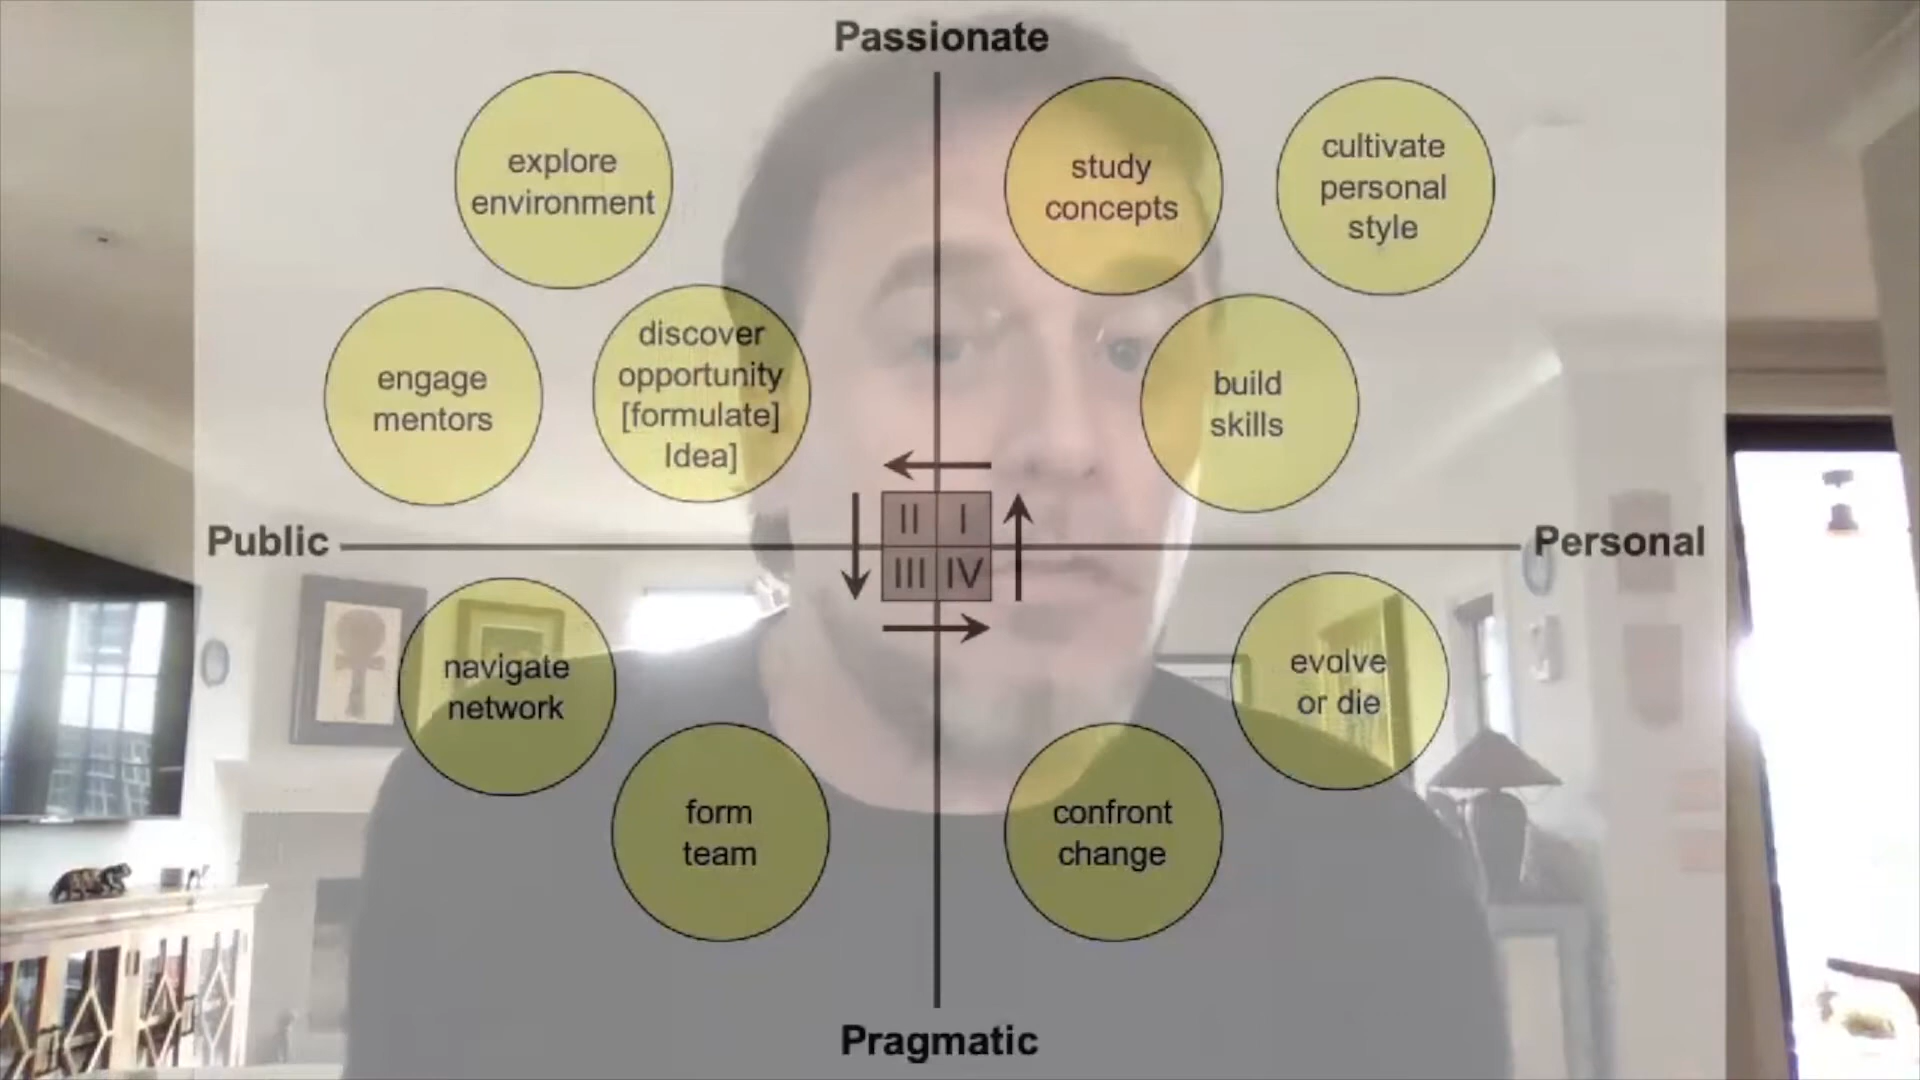 Passionate
explore
environment
study
concepts
cultivate
personal
style
engage
mentors
discover
opportunity
[formulate]
Idea]
build
skills
Public
II
I
III
IV
Personal
navigate
network
form
team
evolve
or die
confront
change
Pragmatic